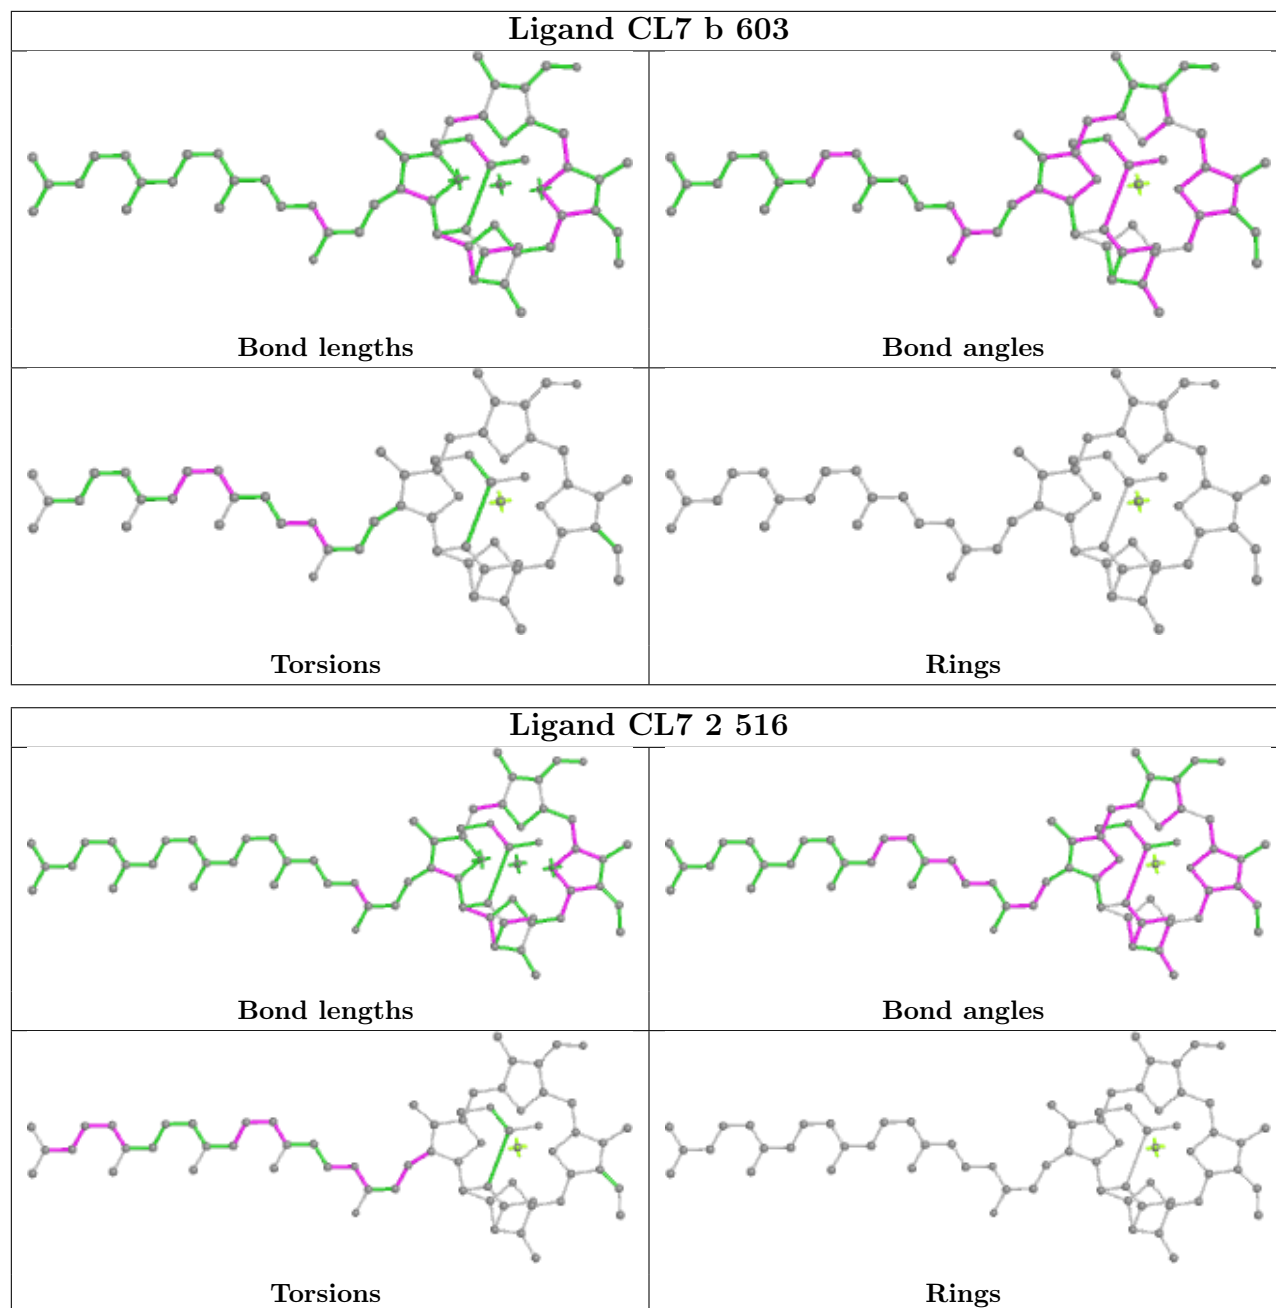 Ligand CL7 b 603
Bond lengths
Bond angles
Torsions
Rings
Ligand CL7 2 516
Bond lengths
Bond angles
Torsions
Rings